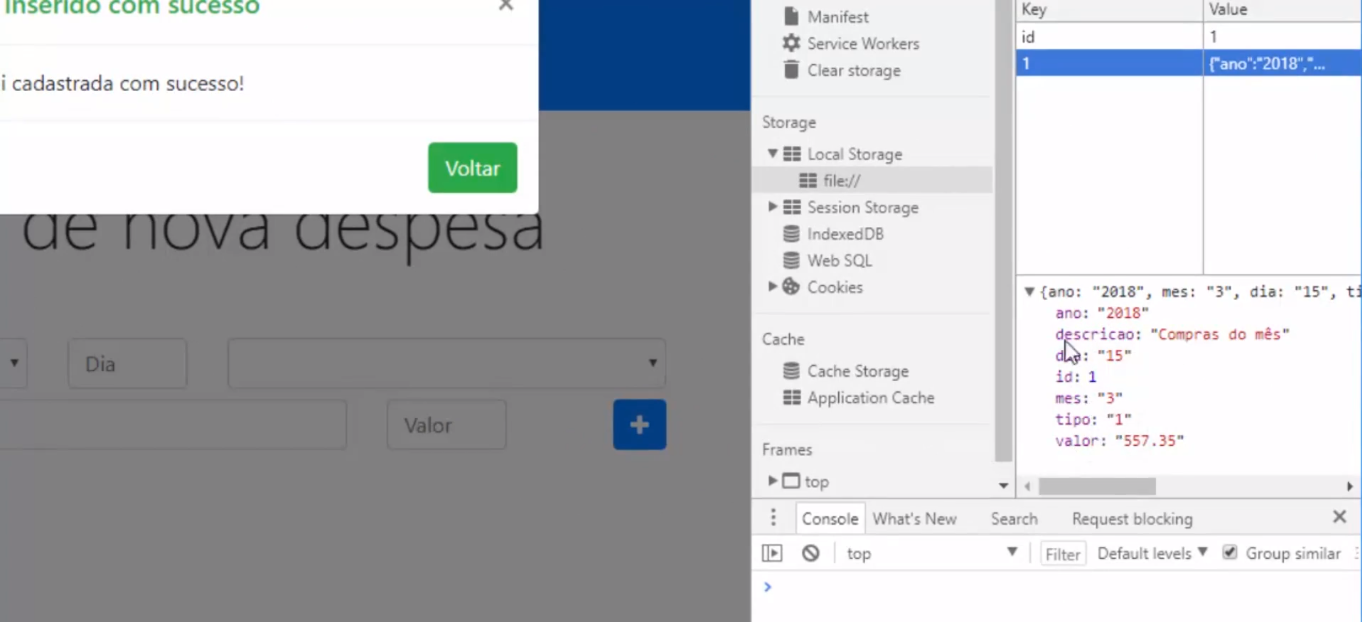 inserido com sucesso
×
i cadastrada com sucesso!
Voltar
de nova despesa
Dia
Valor
Manifest
Service Workers
Clear storage
Storage
Local Storage
file://
Session Storage
IndexedDB
Web SQL
Cookies
Cache
Cache Storage
Application Cache
Frames
top
Key Value
id 1
1 {"ano":"2018","...
{ano: "2018", mes: "3", dia: "15", ti
ano: "2018"
descricao: "Compras do mês"
dia: "15"
id: 1
mes: "3"
tipo: "1"
valor: "557.35"
Console What's New Search Request blocking
top Filter Default levels Group similar